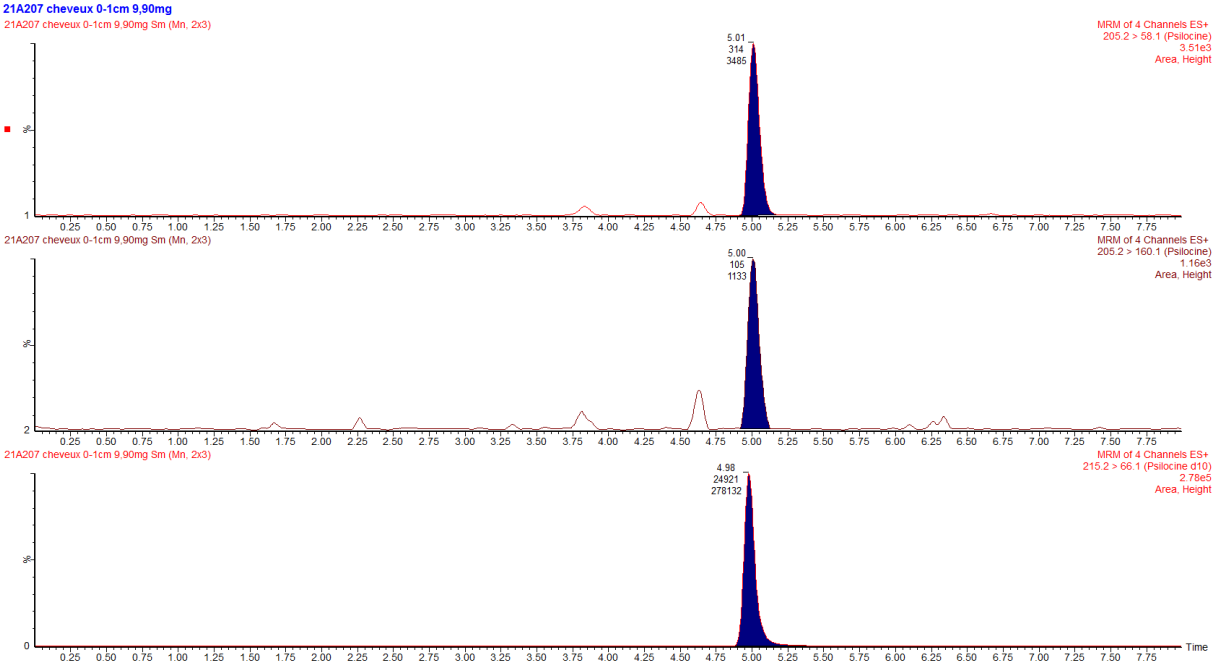 21A207 cheveux 0-1cm 9,90mg
21A207 cheveux 0-1cm 9,90mg Sm (Mn, 2x3)
MRM of 4 Channels ES+
205.2 > 58.1 (Psilocine)
3.51e3
Area, Height
5.01
314
3485
%
1
0.25 0.50 0.75 1.00 1.25 1.50 1.75 2.00 2.25 2.50 2.75 3.00 3.25 3.50 3.75 4.00 4.25 4.50 4.75 5.00 5.25 5.50 5.75 6.00 6.25 6.50 6.75 7.00 7.25 7.50 7.75
21A207 cheveux 0-1cm 9,90mg Sm (Mn, 2x3)
MRM of 4 Channels ES+
205.2 > 160.1 (Psilocine)
1.16e3
Area, Height
5.00
105
1133
%
2
0.25 0.50 0.75 1.00 1.25 1.50 1.75 2.00 2.25 2.50 2.75 3.00 3.25 3.50 3.75 4.00 4.25 4.50 4.75 5.00 5.25 5.50 5.75 6.00 6.25 6.50 6.75 7.00 7.25 7.50 7.75
21A207 cheveux 0-1cm 9,90mg Sm (Mn, 2x3)
MRM of 4 Channels ES+
215.2 > 66.1 (Psilocine d10)
2.78e5
Area, Height
4.98
24921
278132
%
0
Time
0.25 0.50 0.75 1.00 1.25 1.50 1.75 2.00 2.25 2.50 2.75 3.00 3.25 3.50 3.75 4.00 4.25 4.50 4.75 5.00 5.25 5.50 5.75 6.00 6.25 6.50 6.75 7.00 7.25 7.50 7.75